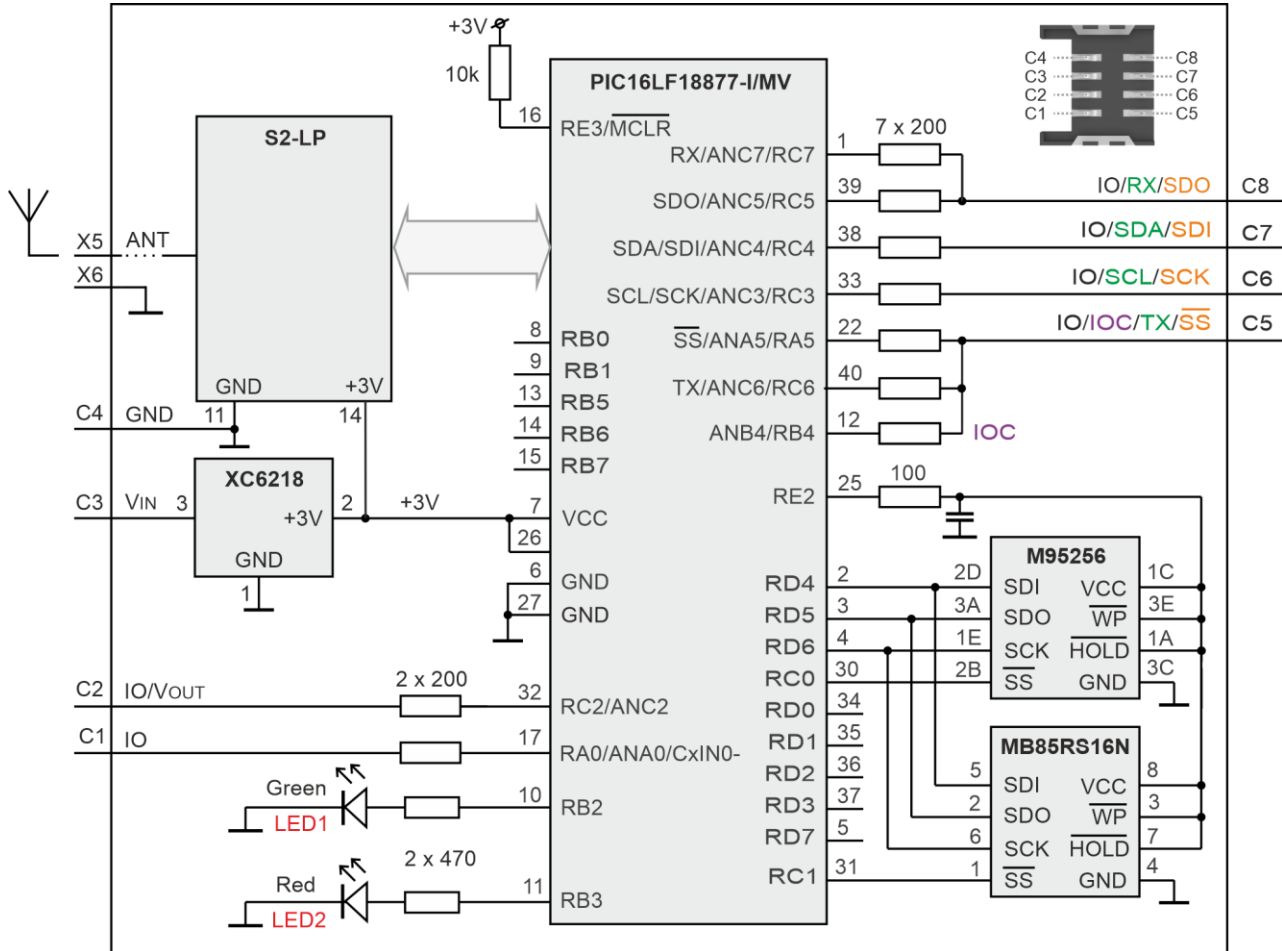 +3V
10k
16
RE3/MCLR
PIC16LF18877-I/MV
C4
C3
C2
C1
C8
C7
C6
C5
S2-LP
GND
+3V
11
14
X5
ANT
X6
C4
GND
XC6218
C3
VIN
3
+3V
2
+3V
GND
1
8
RB0
9
RB1
13
RB5
14
RB6
15
RB7
7
VCC
26
6
GND
27
GND
C2
IO/VOUT
2 x 200
32
RC2/ANC2
C1
IO
17
RA0/ANA0/CxIN0-
Green
LED1
10
RB2
2 x 470
Red
LED2
11
RB3
RX/ANC7/RC7
1
7 x 200
SDO/ANC5/RC5
39
IO/RX/SDO
C8
SDA/SDI/ANC4/RC4
38
IO/SDA/SDI
C7
SCL/SCK/ANC3/RC3
33
IO/SCL/SCK
C6
SS/ANA5/RA5
22
IO/IOC/TX/SS
C5
TX/ANC6/RC6
40
ANB4/RB4
12
IOC
RE2
25
100
RD4
2
RD5
3
RD6
4
RC0
30
RD0
34
RD1
35
RD2
36
RD3
37
RD7
5
RC1
31
M95256
2D
SDI
VCC
1C
3A
SDO
WP
3E
1E
SCK
HOLD
1A
2B
SS
GND
3C
MB85RS16N
5
SDI
VCC
8
2
SDO
WP
3
6
SCK
HOLD
7
1
SS
GND
4